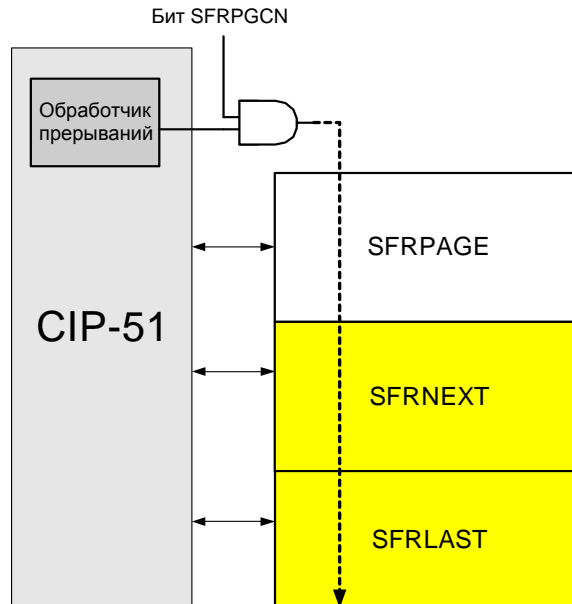 Бит SFRPGCN
Обработчик
прерываний
SFRPAGE
CIP-51
SFRNEXT
SFRLAST